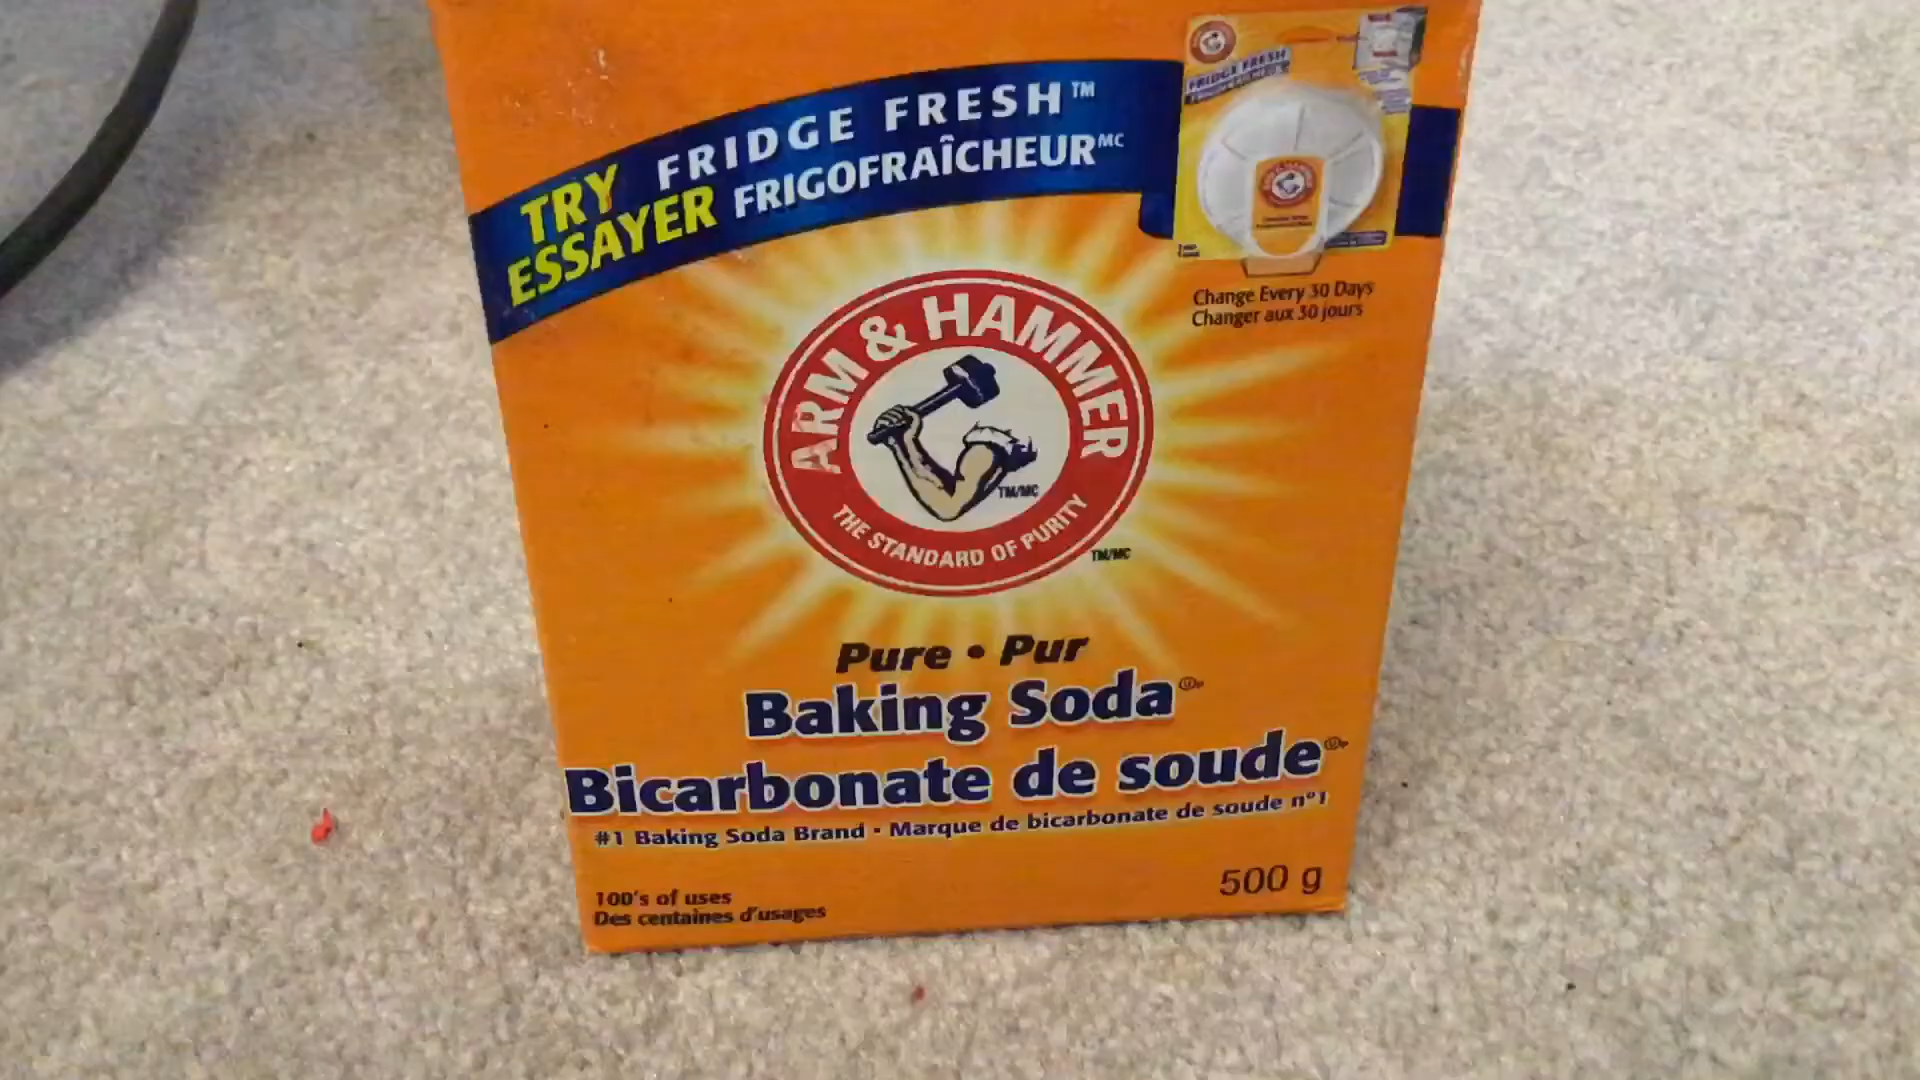 TRY FRIDGE FRESH™
ESSAYER FRIGOFRAÎCHEUR MC
FRIDGE FRESH
Change Every 30 Days
Changer aux 30 jours
ARM & HAMMER
TM/MC
THE STANDARD OF PURITY
TM/MC
Pure • Pur
Baking Soda
Bicarbonate de soude
#1 Baking Soda Brand • Marque de bicarbonate de soude n°1
100's of uses
Des centaines d'usages
500 g